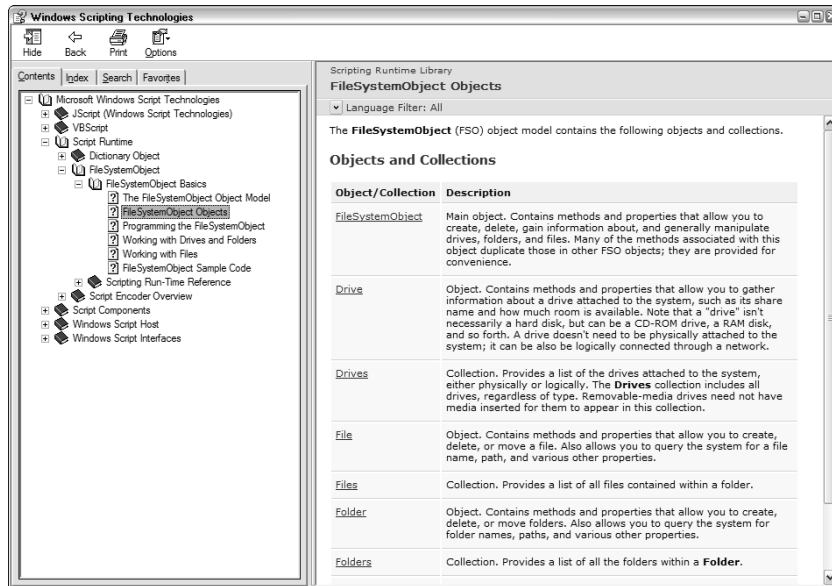 Windows Scripting Technologies
Hide Back Print Options
Contents Index Search Favorites
Microsoft Windows Script Technologies
JScript (Windows Script Technologies)
VBScript
Script Runtime
Dictionary Object
FileSystemObject
FileSystemObject Basics
The FileSystemObject Object Model
FileSystemObject Objects
Programming the FileSystemObject
Working with Drives and Folders
Working with Files
FileSystemObject Sample Code
Scripting Run-Time Reference
Script Encoder Overview
Script Components
Windows Script Host
Windows Script Interfaces
Scripting Runtime Library
FileSystemObject Objects
Language Filter: All
The FileSystemObject (FSO) object model contains the following objects and collections.
Objects and Collections
Object/Collection Description
FileSystemObject Main object. Contains methods and properties that allow you to
create, delete, gain information about, and generally manipulate
drives, folders, and files. Many of the methods associated with this
object duplicate those in other FSO objects; they are provided for
convenience.
Drive Object. Contains methods and properties that allow you to gather
information about a drive attached to the system, such as its share
name and how much room is available. Note that a "drive" isn't
necessarily a hard disk, but can be a CD-ROM drive, a RAM disk,
and so forth. A drive doesn't need to be physically attached to the
system; it can be also be logically connected through a network.
Drives Collection. Provides a list of the drives attached to the system,
either physically or logically. The Drives collection includes all
drives, regardless of type. Removable-media drives need not have
media inserted for them to appear in this collection.
File Object. Contains methods and properties that allow you to create,
delete, or move a file. Also allows you to query the system for a file
name, path, and various other properties.
Files Collection. Provides a list of all files contained within a folder.
Folder Object. Contains methods and properties that allow you to create,
delete, or move folders. Also allows you to query the system for
folder names, paths, and various other properties.
Folders Collection. Provides a list of all the folders within a Folder.